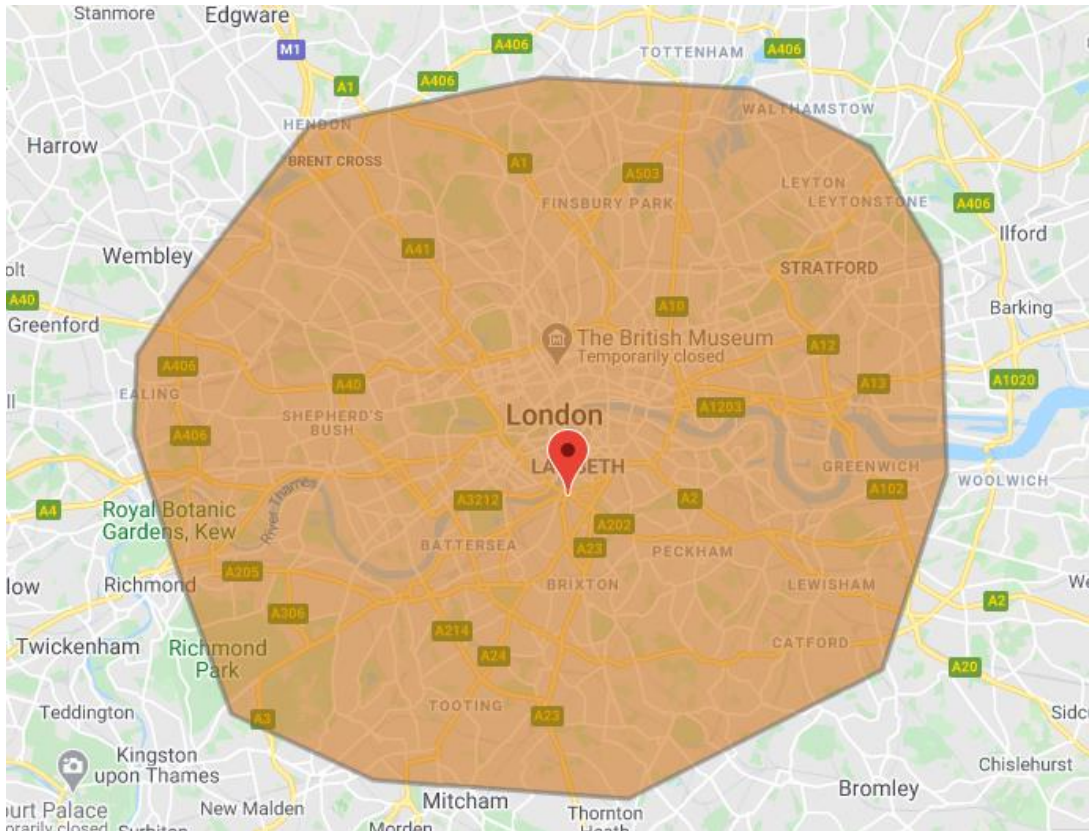 Stanmore
Edgware
M1
A406
TOTTENHAM
A406
A1
A406
HENDON
WALTHAMSTOW
Harrow
BRENT CROSS
A1
A503
LEYTON
LEYTONSTONE
A406
FINSBURY PARK
Ilford
A41
Wembley
STRATFORD
olt
A40
A10
Barking
Greenford
The British Museum
Temporarily closed
A12
A406
A40
A13
A1020
EALING
SHEPHERD'S
BUSH
A1203
London
A406
GREENWICH
WOOLWICH
A102
A3212
A2
River Thames
A4
Royal Botanic
Gardens, Kew
A202
BATTERSEA
A23
PECKHAM
A205
Richmond
BRIXTON
LEWISHAM
low
A306
A2
A214
Twickenham
Richmond
Park
CATFORD
A24
A20
TOOTING
Teddington
A3
A23
Kingston
upon Thames
Chislehurst
Bromley
New Malden
Mitcham
Thornton